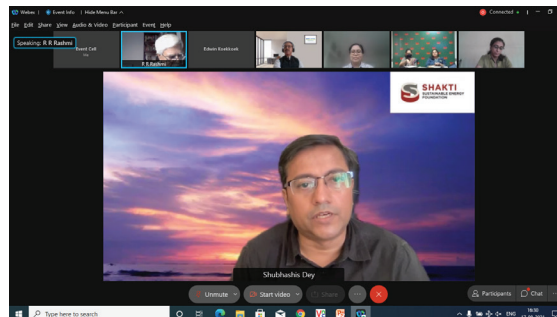 Webex | Event Info | Hide Menu Bar
Connected
File Edit Share View Audio & Video Participant Event Help
Speaking: R R Rashmi
R R Rashmi
Edwin Koekkoek
SHAKTI
SUSTAINABLE ENERGY
FOUNDATION
Shubhashis Dey
Unmute
Start video
Share
Participants
Chat
Type here to search
ENG
16:50